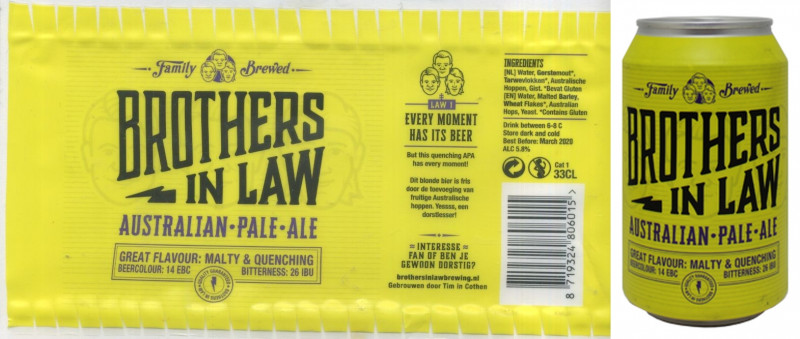 Family Brewed
BROTHERS
IN LAW
AUSTRALIAN•PALE•ALE
GREAT FLAVOUR: MALTY & QUENCHING
BEERCOLOUR: 14 EBC BITTERNESS: 26 IBU
LAW 1
EVERY MOMENT
HAS ITS BEER
But this quenching APA
has every moment!
Dit blonde bier is fris
door de toevoeging van
fruitige Australische
hoppen. Yessss, een
dorstlesser!
= INTERESSE =
FAN OF BEN JE
GEWOON DORSTIG?
brothersinlawbrewing.nl
Gebrouwen door Tim in Cothen
INGREDIENTS
[NL] Water, Gerstemout*,
Tarwevlokken*, Australische
Hoppen, Gist. *Bevat Gluten
[EN] Water, Malted Barley,
Wheat Flakes*, Australian
Hops, Yeast. *Contains Gluten
Drink between 6-8 C
Store dark and cold
Best Before: March 2020
ALC 5.8%
Cat 1
33CL
8 719324 806015
Family Brewed
BROTHERS
IN LAW
AUSTRALIAN•PALE•ALE
GREAT FLAVOUR: MALTY & QUENCHING
BEERCOLOUR: 14 EBC BITTERNESS: 26 IBU